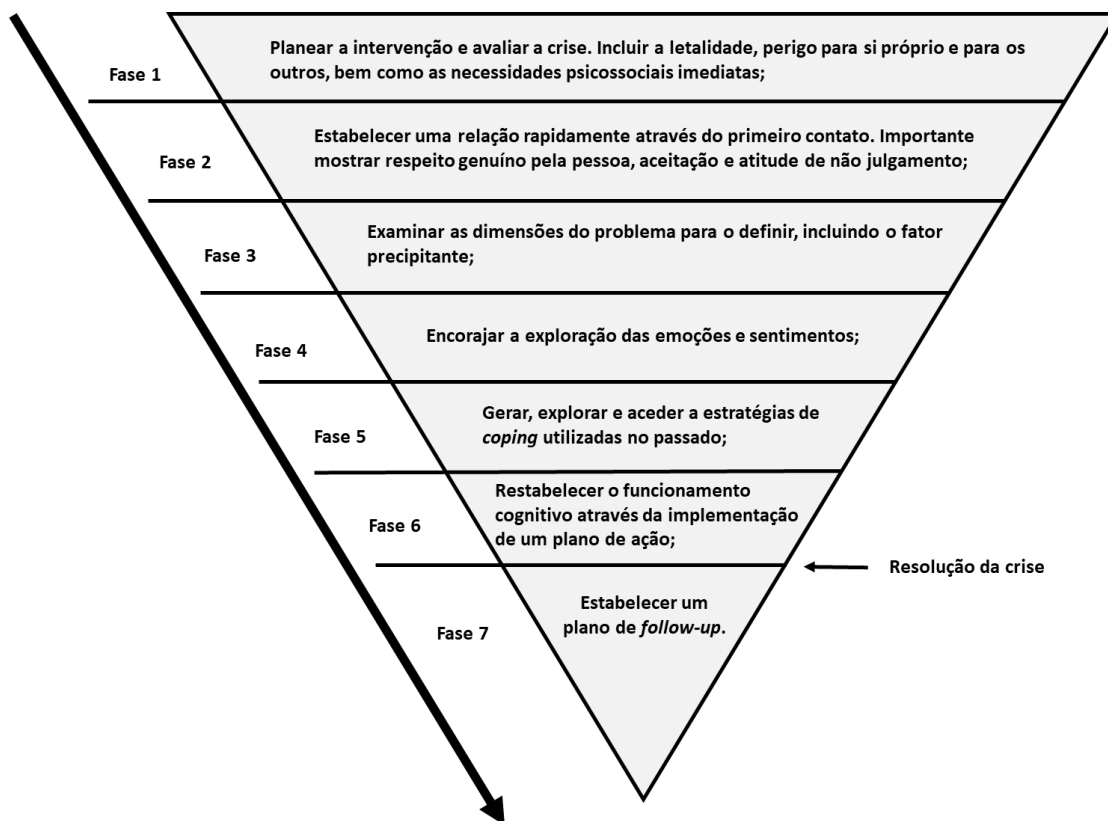 Planear a intervenção e avaliar a crise. Incluir a letalidade, perigo para si próprio e para os
outros, bem como as necessidades psicossociais imediatas;
Fase 1
Estabelecer uma relação rapidamente através do primeiro contato. Importante
mostrar respeito genuíno pela pessoa, aceitação e atitude de não julgamento;
Fase 2
Examinar as dimensões do problema para o definir, incluindo o fator
precipitante;
Fase 3
Encorajar a exploração das emoções e sentimentos;
Fase 4
Gerar, explorar e aceder a estratégias de
coping utilizadas no passado;
Fase 5
Restabelecer o funcionamento
cognitivo através da implementação
de um plano de ação;
Fase 6
Resolução da crise
Estabelecer um
plano de follow-up.
Fase 7